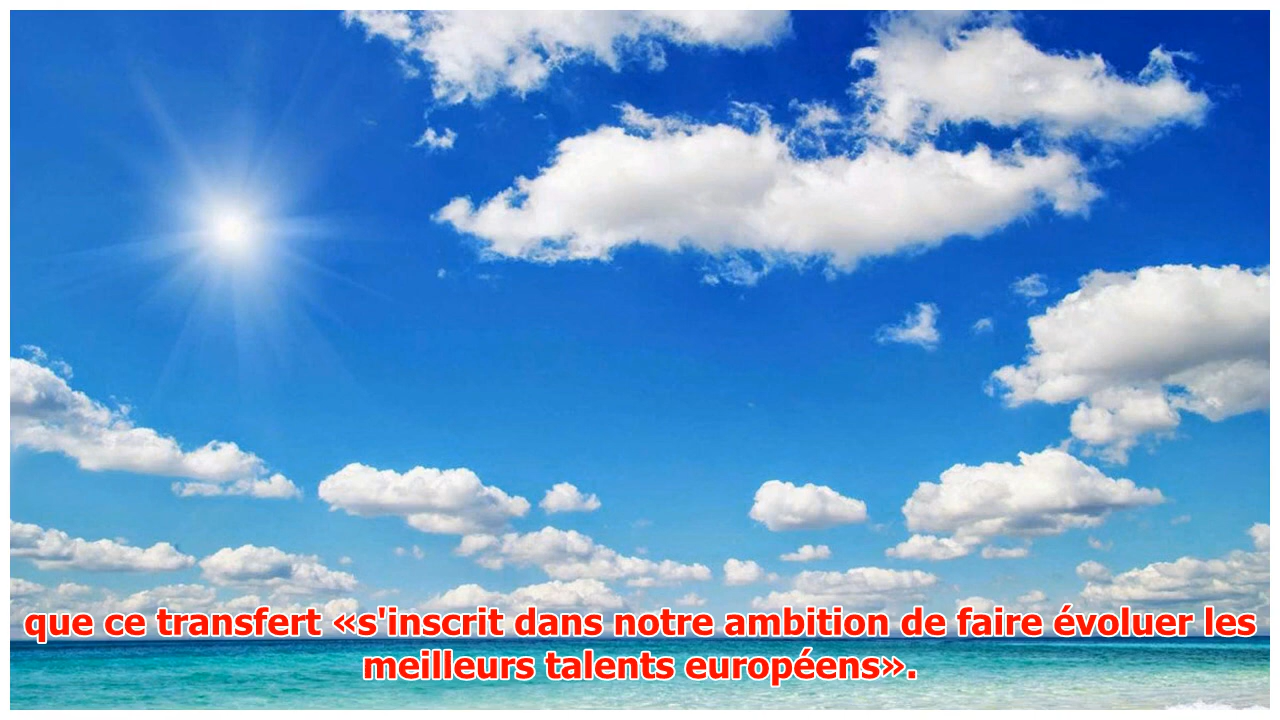 que ce transfert «s'inscrit dans notre ambition de faire évoluer les
meilleurs talents européens».